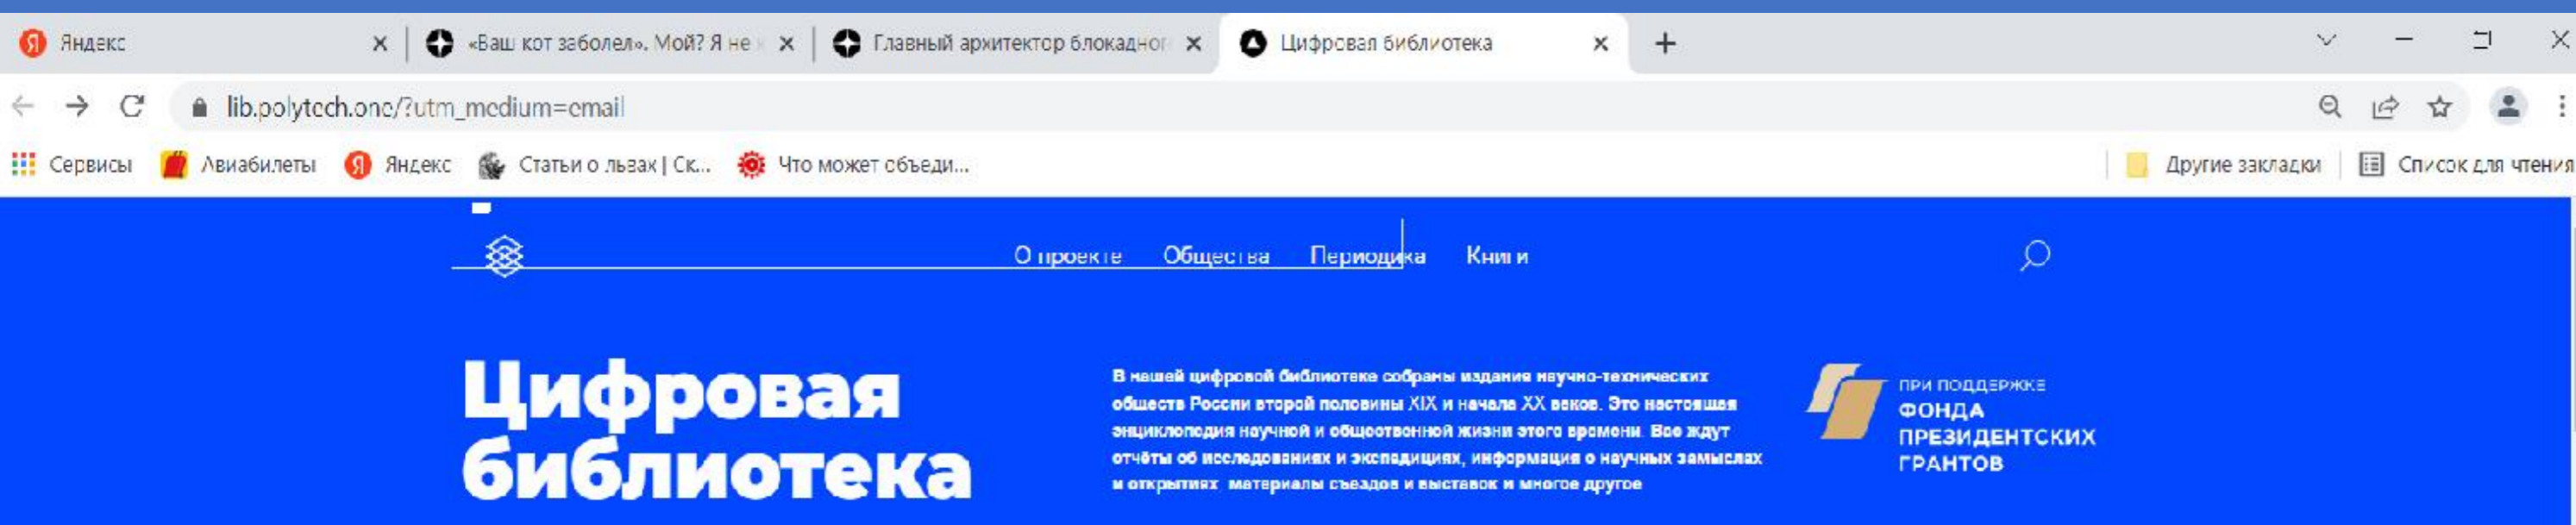 Яндекс
«Ваш кот заболел». Мой? Я не
Главный архитектор блокадног
Цифровая библиотека
lib.polytech.one/?utm_medium=email
Сервисы
Авиабилеты
Яндекс
Статьи о львах | Ск...
Что может объеди...
Другие закладки
Список для чтения
О проекте Общества Периодика Книги
Цифровая
библиотека
В нашей цифровой библиотеке собраны издания научно-технических
обществ России второй половины XIX и начала XX веков. Это настоящая
энциклопедия научной и общественной жизни этого времени. Вас ждут
отчёты об исследованиях и экспедициях, информация о научных замыслах
и открытиях, материалы съездов и выставок и многое другое
ПРИ ПОДДЕРЖКЕ
ФОНДА
ПРЕЗИДЕНТСКИХ
ГРАНТОВ